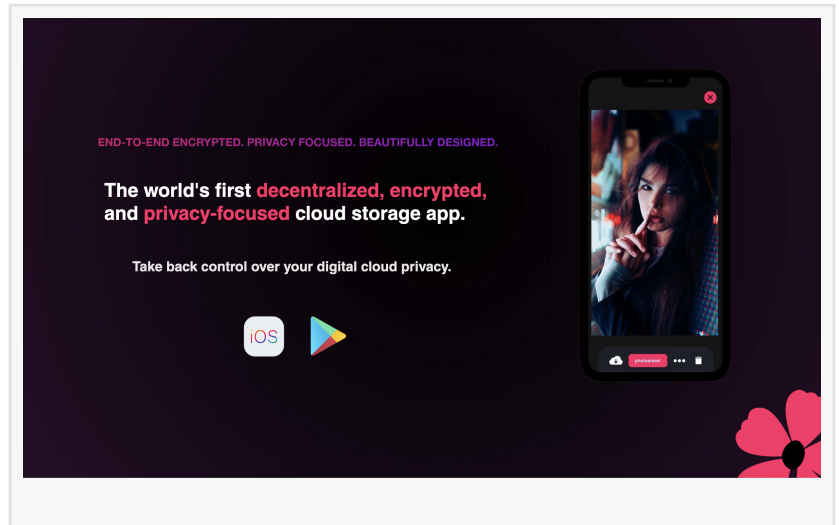 END-TO-END ENCRYPTED. PRIVACY FOCUSED. BEAUTIFULLY DESIGNED.
The world's first decentralized, encrypted,
and privacy-focused cloud storage app.
Take back control over your digital cloud privacy.
iOS
photoshoot